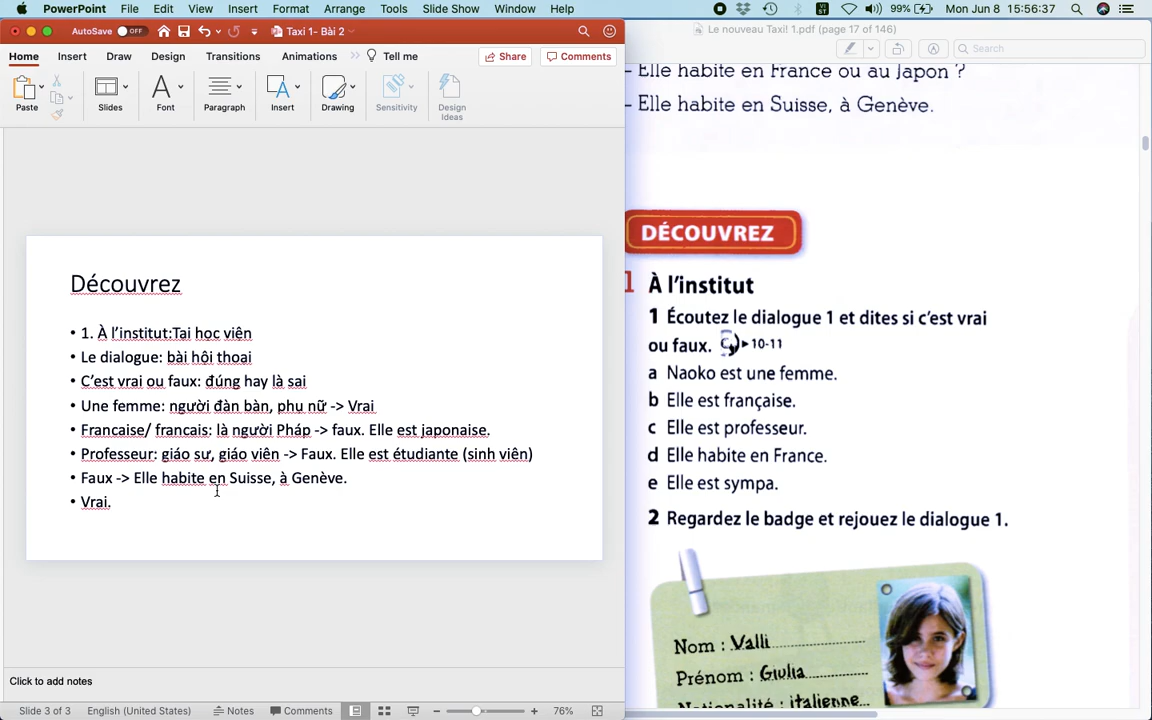 PowerPoint File Edit View Insert Format Arrange Tools Slide Show Window Help
VI
ST
99%
Mon Jun 8 15:56:37
AutoSave OFF
Taxi 1- Bài 2
Le nouveau Taxi! 1.pdf (page 17 of 146)
Search
Home Insert Draw Design Transitions Animations Tell me Share Comments
Paste Slides Font Paragraph Insert Drawing Sensitivity Design
Ideas
Découvrez
• 1. À l’institut:Tại học viện
• Le dialogue: bài hội thoại
• C’est vrai ou faux: đúng hay là sai
• Une femme: người đàn bàn, phụ nữ -> Vrai
• Francaise/ francais: là người Pháp -> faux. Elle est japonaise.
• Professeur: giáo sư, giáo viên -> Faux. Elle est étudiante (sinh viên)
• Faux -> Elle habite en Suisse, à Genève.
• Vrai.
Click to add notes
Slide 3 of 3 English (United States) Notes Comments 76%
- Elle habite en France ou au Japon ?
- Elle habite en Suisse, à Genève.
DÉCOUVREZ
1 À l’institut
1 Écoutez le dialogue 1 et dites si c’est vrai
ou faux. ▸10-11
a Naoko est une femme.
b Elle est française.
c Elle est professeur.
d Elle habite en France.
e Elle est sympa.
2 Regardez le badge et rejouez le dialogue 1.
Nom : Valli
Prénom : Giulia
Nationalité : italienne